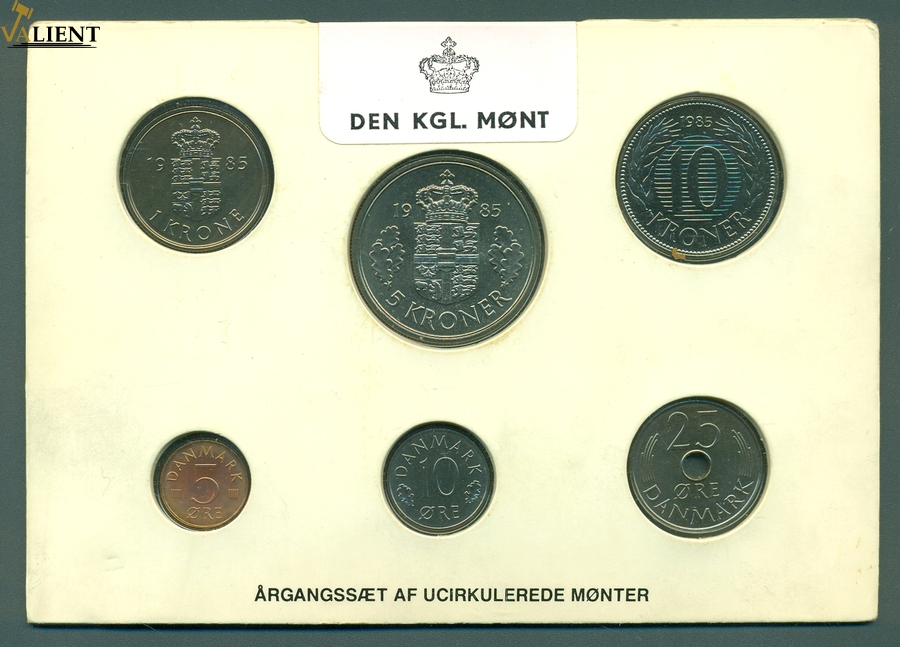 VALIENT
DEN KGL. MØNT
19 85
1 KRONE
19 85
5 KRONER
1985
10
KRONER
DANMARK
5
ØRE
DANMARK
10
ØRE
25
ØRE
DANMARK
ÅRGANGSSÆT AF UCIRKULEREDE MØNTER